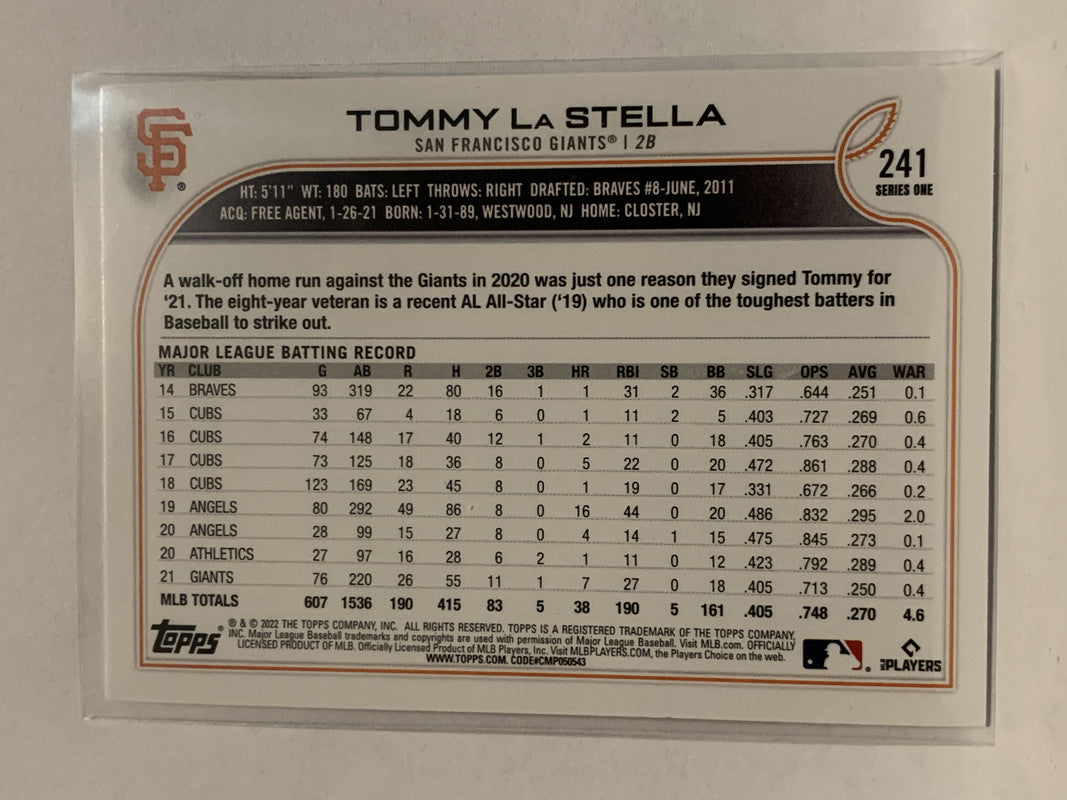 SF ®
TOMMY LA STELLA
SAN FRANCISCO GIANTS® | 2B
241
SERIES ONE
HT: 5'11" WT: 180 BATS: LEFT THROWS: RIGHT DRAFTED: BRAVES #8-JUNE, 2011
ACQ: FREE AGENT, 1-26-21 BORN: 1-31-89, WESTWOOD, NJ HOME: CLOSTER, NJ
A walk-off home run against the Giants in 2020 was just one reason they signed Tommy for
'21. The eight-year veteran is a recent AL All-Star ('19) who is one of the toughest batters in
Baseball to strike out.
MAJOR LEAGUE BATTING RECORD
YR CLUB G AB R H 2B 3B HR RBI SB BB SLG OPS AVG WAR
14 BRAVES 93 319 22 80 16 1 1 31 2 36 .317 .644 .251 0.1
15 CUBS 33 67 4 18 6 0 1 11 2 5 .403 .727 .269 0.6
16 CUBS 74 148 17 40 12 1 2 11 0 18 .405 .763 .270 0.4
17 CUBS 73 125 18 36 8 0 5 22 0 20 .472 .861 .288 0.4
18 CUBS 123 169 23 45 8 0 1 19 0 17 .331 .672 .266 0.2
19 ANGELS 80 292 49 86 8 0 16 44 0 20 .486 .832 .295 2.0
20 ANGELS 28 99 15 27 8 0 4 14 1 15 .475 .845 .273 0.1
20 ATHLETICS 27 97 16 28 6 2 1 11 0 12 .423 .792 .289 0.4
21 GIANTS 76 220 26 55 11 1 7 27 0 18 .405 .713 .250 0.4
MLB TOTALS 607 1536 190 415 83 5 38 190 5 161 .405 .748 .270 4.6
topps®
® & © 2022 THE TOPPS COMPANY, INC. ALL RIGHTS RESERVED. TOPPS IS A REGISTERED TRADEMARK OF THE TOPPS COMPANY,
INC. Major League Baseball trademarks and copyrights are used with permission of Major League Baseball. Visit MLB.com. OFFICIALLY
LICENSED PRODUCT OF MLB. Officially Licensed Product of MLB Players, Inc. Visit MLBPLAYERS.COM, the Players Choice on the web.
WWW.TOPPS.COM. CODE#CMP050543
MLB PLAYERS